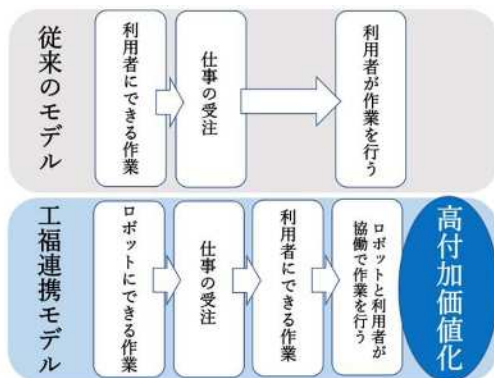 従来のモデル
利用者にできる作業
仕事の受注
利用者が作業を行う
工福連携モデル
ロボットにできる作業
仕事の受注
利用者にできる作業
ロボットと利用者が
協働で作業を行う
高付加価値化